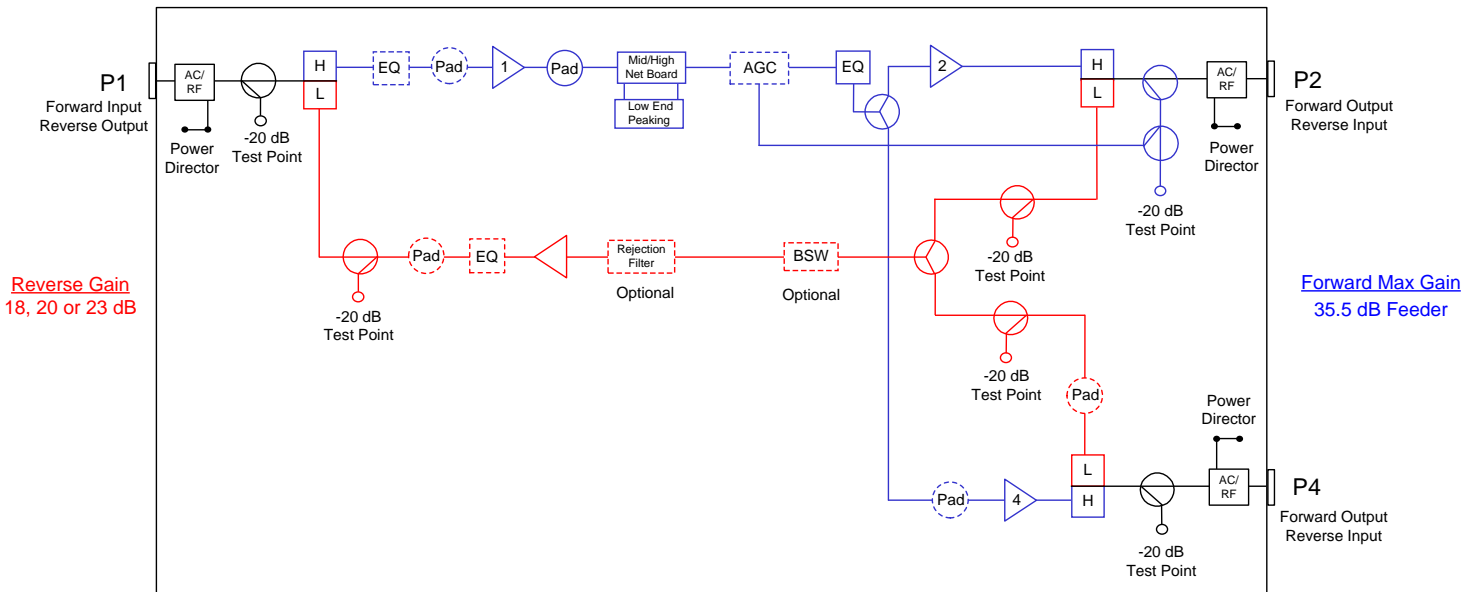 P1
Forward Input
Reverse Output
AC/
RF
Power
Director
-20 dB
Test Point
H
L
EQ
Pad
1
Pad
Mid/High
Net Board
Low End
Peaking
AGC
EQ
2
H
L
AC/
RF
P2
Forward Output
Reverse Input
Power
Director
-20 dB
Test Point
-20 dB
Test Point
Pad
EQ
Rejection
Filter
Optional
BSW
Optional
-20 dB
Test Point
-20 dB
Test Point
Reverse Gain
18, 20 or 23 dB
Forward Max Gain
35.5 dB Feeder
Pad
Power
Director
L
H
Pad
4
AC/
RF
P4
Forward Output
Reverse Input
-20 dB
Test Point